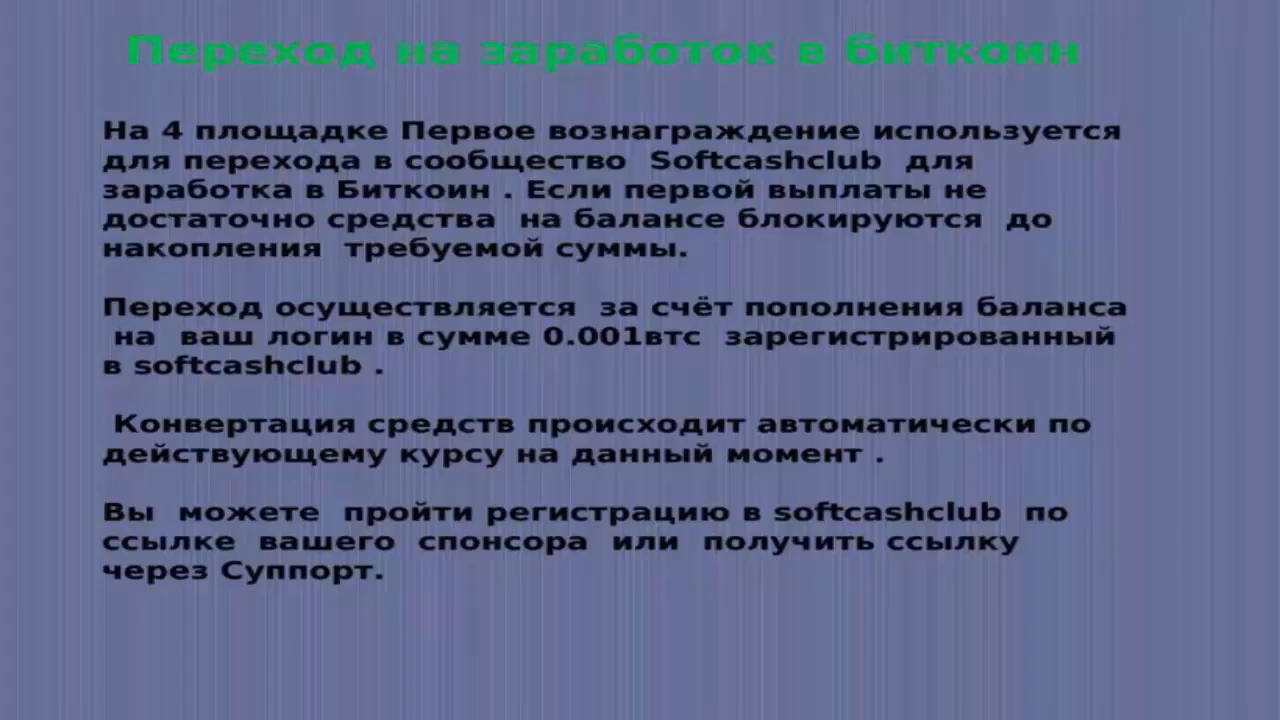 Переход на заработок в биткоин
На 4 площадке Первое вознаграждение используется
для перехода в сообщество Softcashclub для
заработка в Биткоин . Если первой выплаты не
достаточно средства на балансе блокируются до
накопления требуемой суммы.
Переход осуществляется за счёт пополнения баланса
на ваш логин в сумме 0.001втс зарегистрированный
в softcashclub .
Конвертация средств происходит автоматически по
действующему курсу на данный момент .
Вы можете пройти регистрацию в softcashclub по
ссылке вашего спонсора или получить ссылку
через Суппорт.